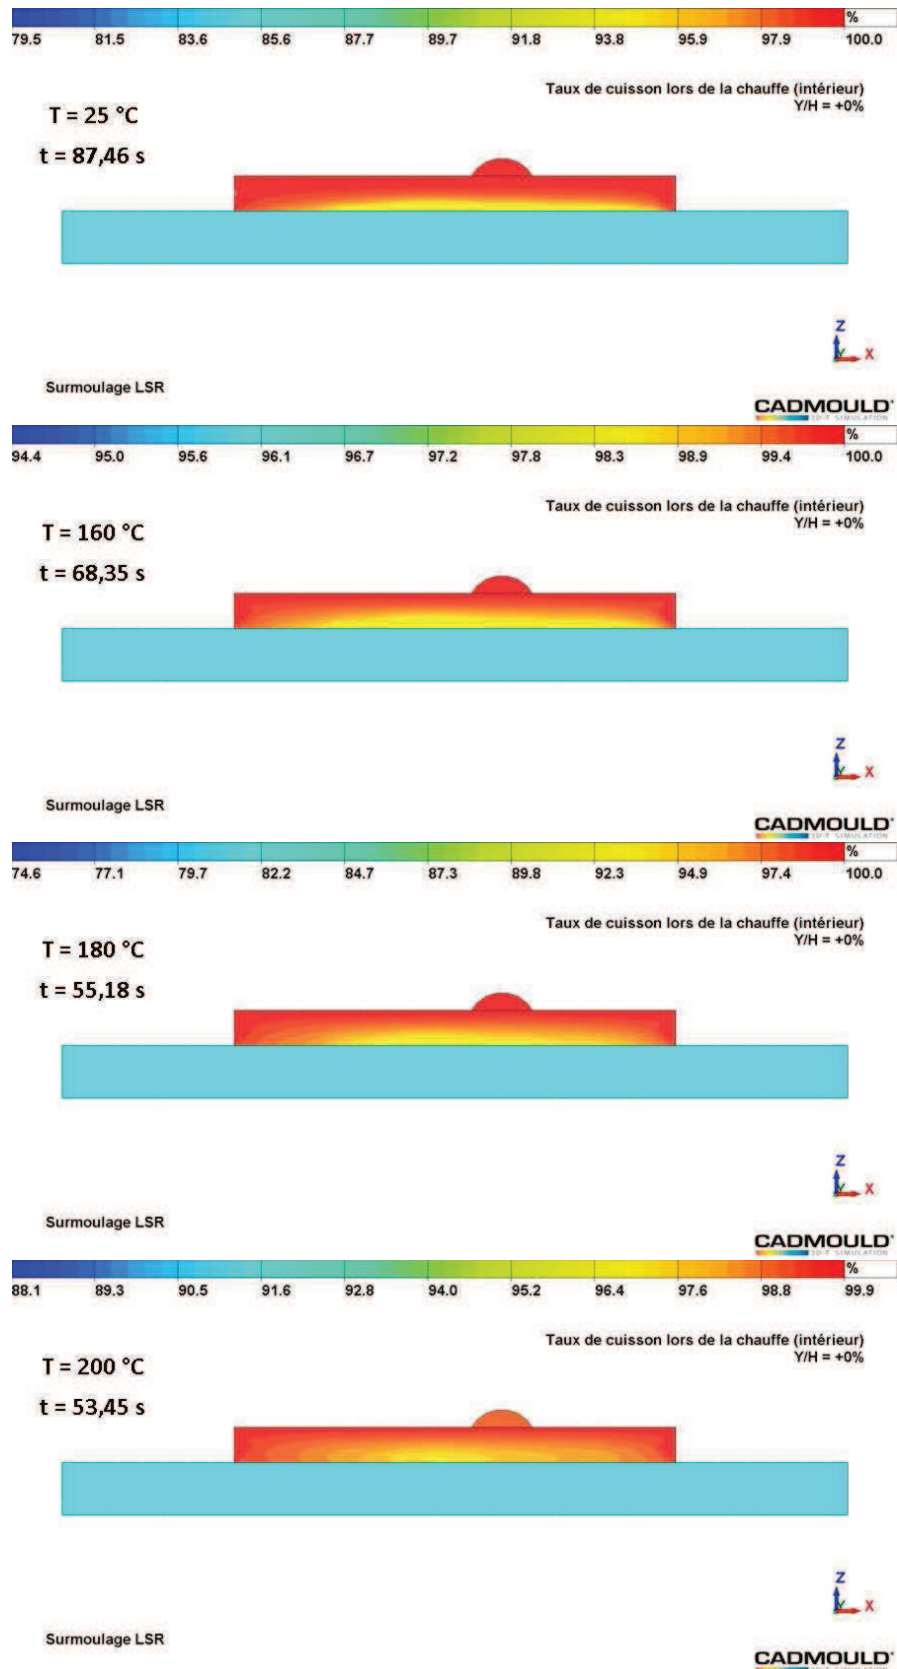 %
79.5 81.5 83.6 85.6 87.7 89.7 91.8 93.8 95.9 97.9 100.0
Taux de cuisson lors de la chauffe (intérieur)
Y/H = +0%
T = 25 °C
t = 87,46 s
Z
Y X
Surmoulage LSR
CADMOULD
3D-F SIMULATION
%
94.4 95.0 95.6 96.1 96.7 97.2 97.8 98.3 98.9 99.4 100.0
Taux de cuisson lors de la chauffe (intérieur)
Y/H = +0%
T = 160 °C
t = 68,35 s
Z
Y X
Surmoulage LSR
CADMOULD
3D-F SIMULATION
%
74.6 77.1 79.7 82.2 84.7 87.3 89.8 92.3 94.9 97.4 100.0
Taux de cuisson lors de la chauffe (intérieur)
Y/H = +0%
T = 180 °C
t = 55,18 s
Z
Y X
Surmoulage LSR
CADMOULD
3D-F SIMULATION
%
88.1 89.3 90.5 91.6 92.8 94.0 95.2 96.4 97.6 98.8 99.9
Taux de cuisson lors de la chauffe (intérieur)
Y/H = +0%
T = 200 °C
t = 53,45 s
Z
Y X
Surmoulage LSR
CADMOULD